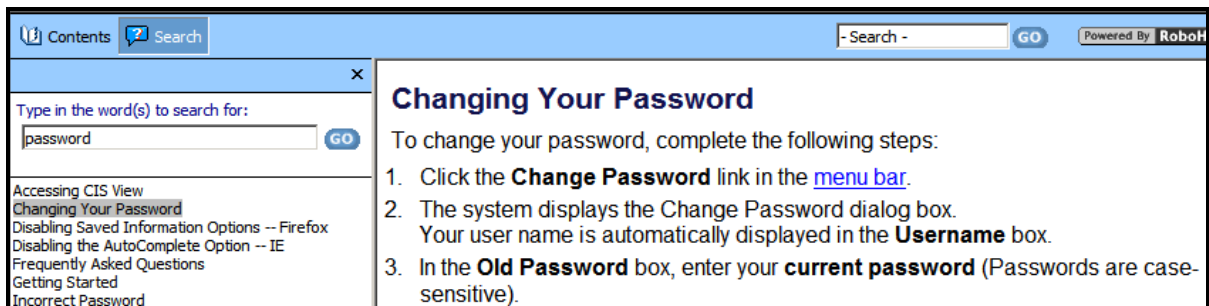 Contents Search - Search - GO Powered By RoboH
×
Type in the word(s) to search for:
password GO
Accessing CIS View
Changing Your Password
Disabling Saved Information Options -- Firefox
Disabling the AutoComplete Option -- IE
Frequently Asked Questions
Getting Started
Incorrect Password
Changing Your Password
To change your password, complete the following steps:
1. Click the Change Password link in the menu bar.
2. The system displays the Change Password dialog box.
Your user name is automatically displayed in the Username box.
3. In the Old Password box, enter your current password (Passwords are case-
sensitive).